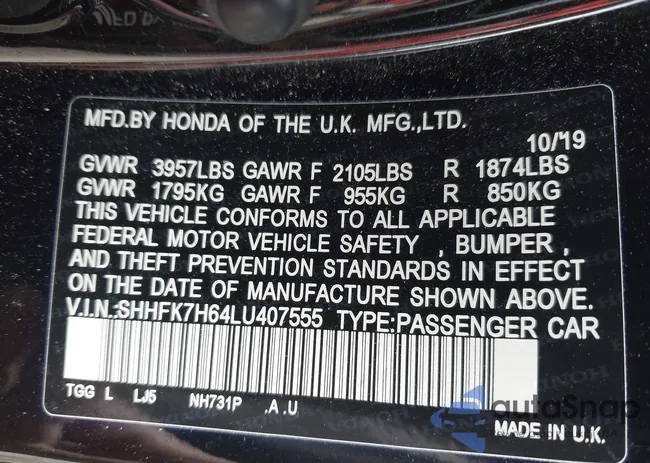 MFD.BY HONDA OF THE U.K. MFG.,LTD.
10/'19
GVWR 3957LBS GAWR F 2105LBS R 1874LBS
GVWR 1795KG GAWR F 955KG R 850KG
THIS VEHICLE CONFORMS TO ALL APPLICABLE
FEDERAL MOTOR VEHICLE SAFETY , BUMPER ,
AND THEFT PREVENTION STANDARDS IN EFFECT
ON THE DATE OF MANUFACTURE SHOWN ABOVE.
V.I.N.:SHHFK7H64LU407555 TYPE:PASSENGER CAR
TGG L LJ5 NH731P .A .U
autoSnap
MADE IN U.K.